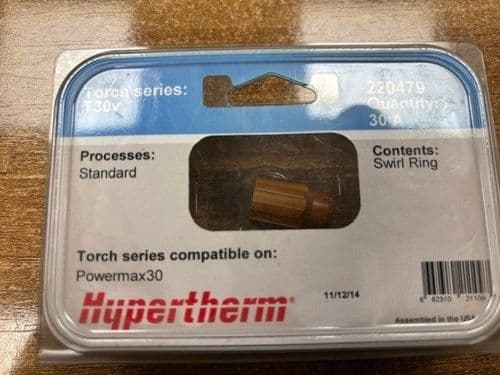 Torch series:
T30v
220479
Quantity: 1
30 A
Processes:
Standard
Contents:
Swirl Ring
Torch series compatible on:
Powermax30
Hypertherm®
11/12/14
Assembled in the USA